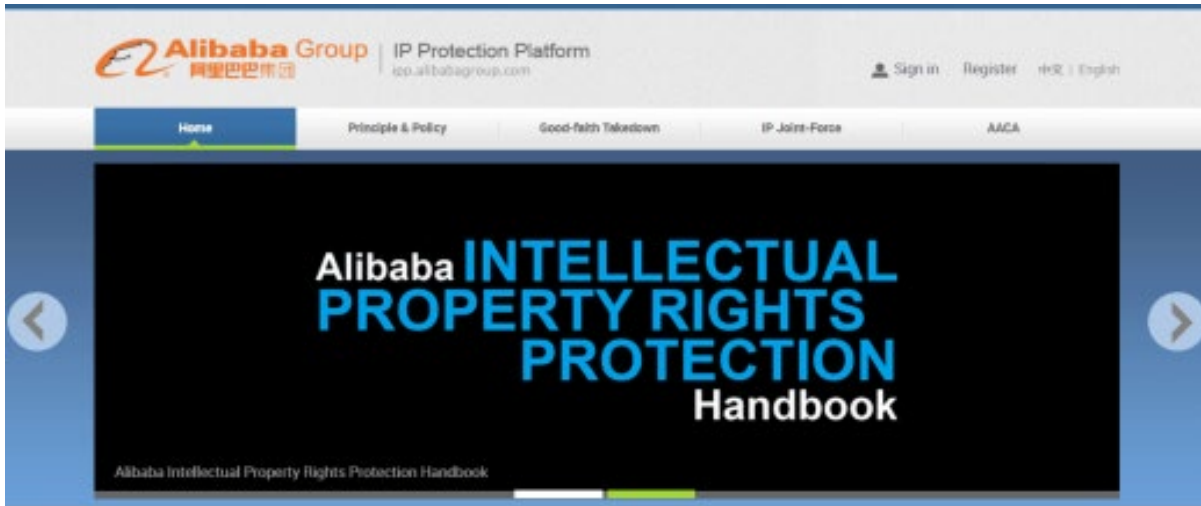 Alibaba Group | IP Protection Platform
阿里巴巴集团 ipp.alibabagroup.com
Sign in Register 中文 | English
Home Principle & Policy Good-faith Takedown IP Joint-Force AACA
Alibaba INTELLECTUAL
PROPERTY RIGHTS
PROTECTION
Handbook
Alibaba Intellectual Property Rights Protection Handbook